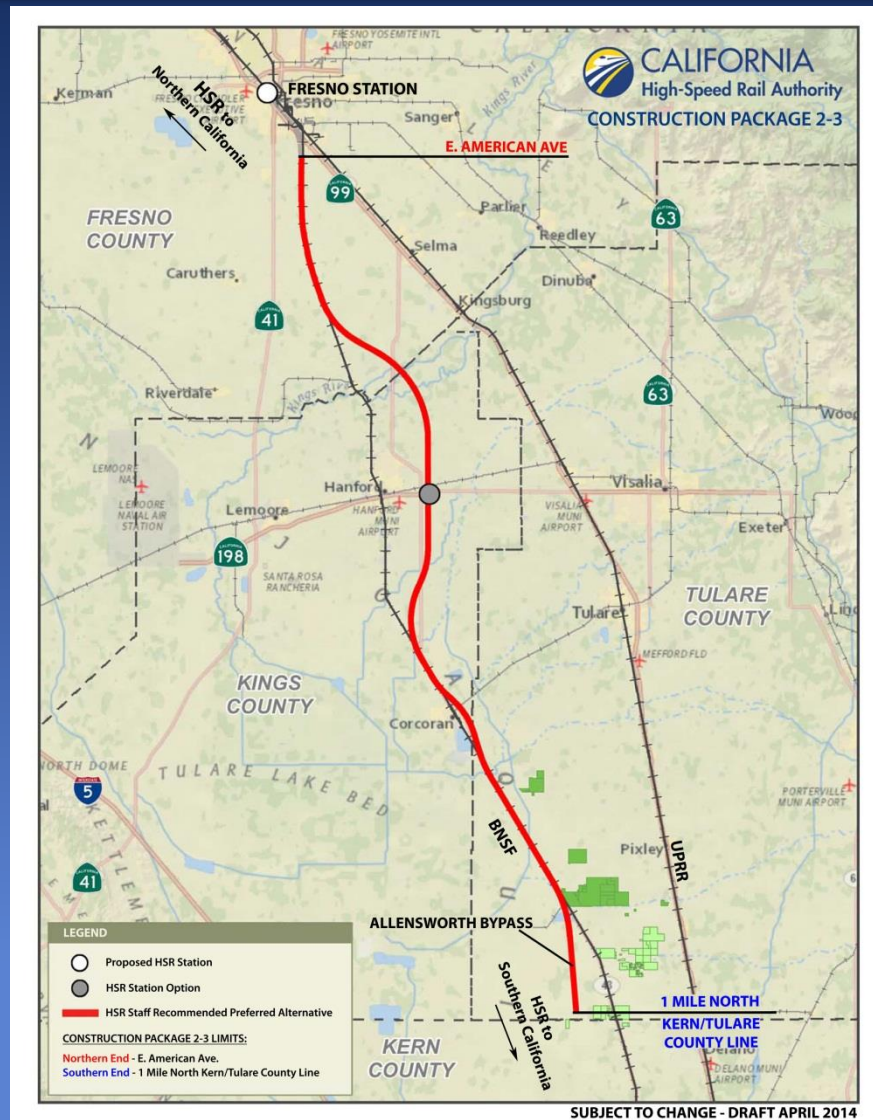 CALIFORNIA
High-Speed Rail Authority
CONSTRUCTION PACKAGE 2-3
FRESNO YOSEMITE INTL
AIRPORT
Kerman
FRESNO STATION
Fresno
HSR to
Northern California
Sanger
Kings River
E. AMERICAN AVE
99
63
FRESNO
COUNTY
Parlier
Reedley
Selma
Caruthers
Dinuba
41
Kingsburg
Riverdale
Kings River
63
LEMOORE
NAS
LEMOORE
NAVAL AIR
STATION
Lemoore
Hanford
HANFORD
MUNI
AIRPORT
VISALIA
MUNI
AIRPORT
Visalia
Exeter
198
SANTA ROSA
RANCHERIA
TULARE
COUNTY
Tulare
MEFFORD FLD
KINGS
COUNTY
Corcoran
NORTH DOME
TULARE LAKE BED
5
PORTERVILLE
MUNI AIRPORT
BNSF
UPRR
Pixley
41
ALLENSWORTH BYPASS
43
HSR to
Southern California
1 MILE NORTH
KERN/TULARE
COUNTY LINE
KERN
COUNTY
Delano
DELANO MUNI
AIRPORT
LEGEND
Proposed HSR Station
HSR Station Option
HSR Staff Recommended Preferred Alternative
CONSTRUCTION PACKAGE 2-3 LIMITS:
Northern End - E. American Ave.
Southern End - 1 Mile North Kern/Tulare County Line
SUBJECT TO CHANGE - DRAFT APRIL 2014